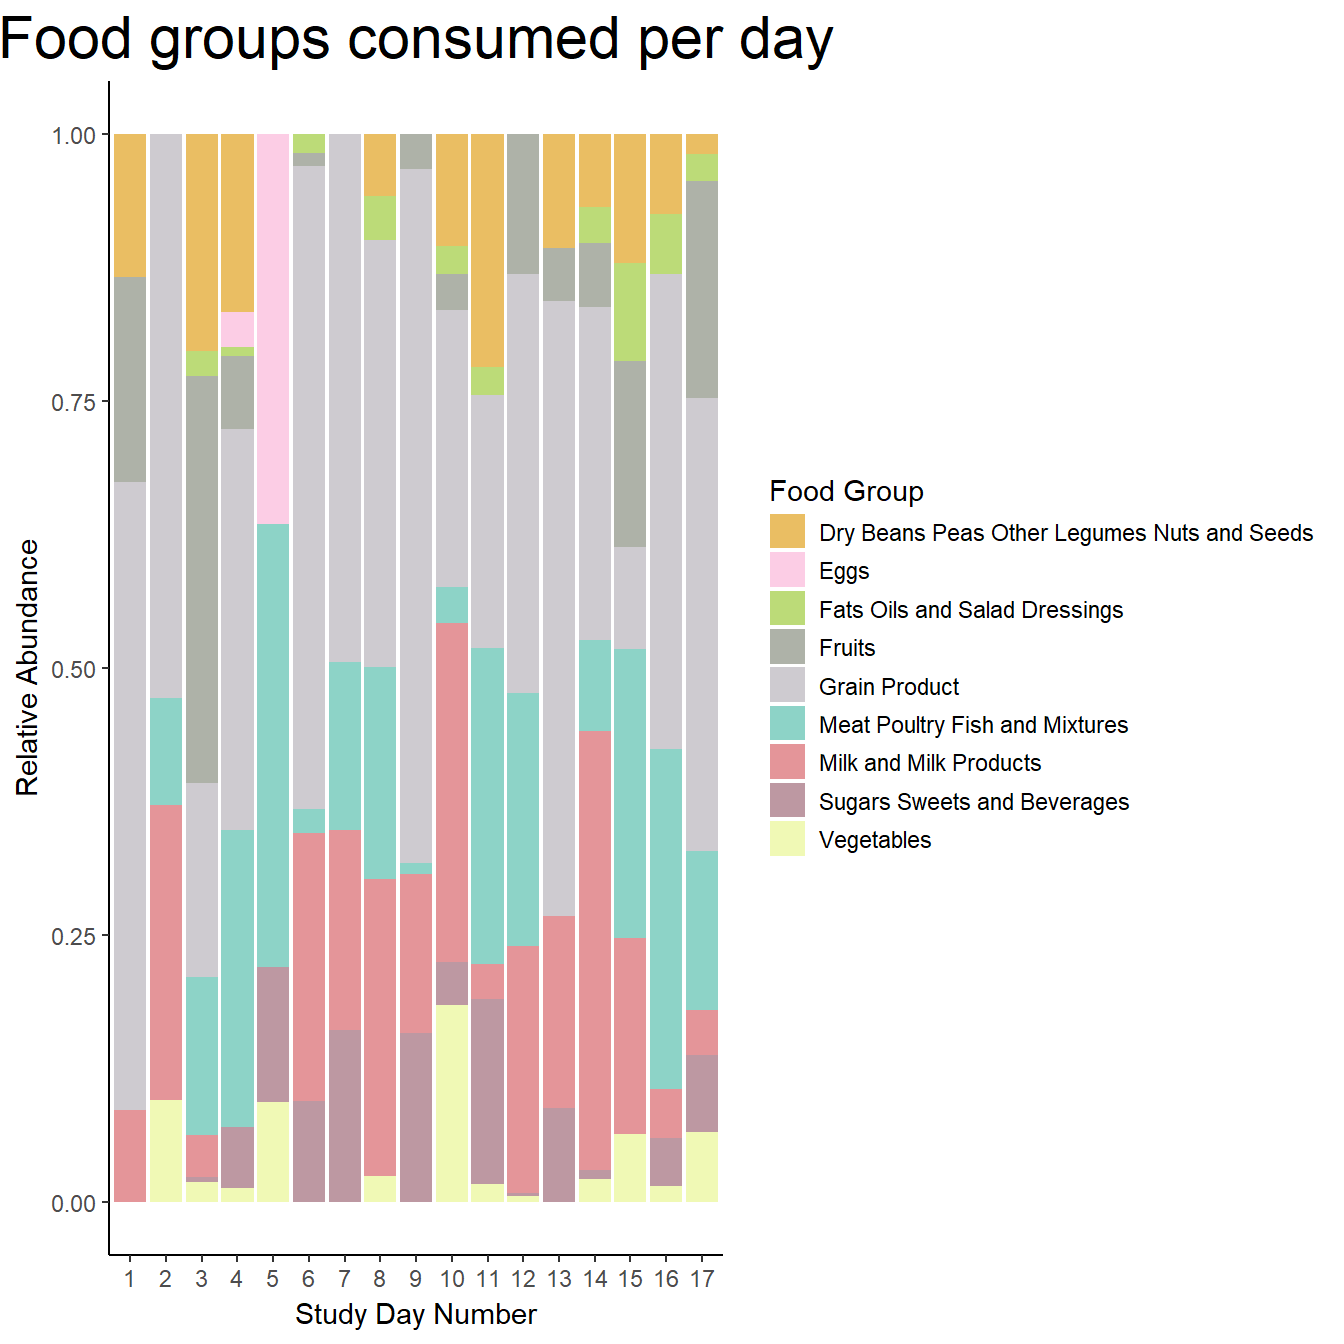 Food groups consumed per day
1.00
0.75
0.50
0.25
0.00
Relative Abundance
1 2 3 4 5 6 7 8 9 10 11 12 13 14 15 16 17
Study Day Number
Food Group
Dry Beans Peas Other Legumes Nuts and Seeds
Eggs
Fats Oils and Salad Dressings
Fruits
Grain Product
Meat Poultry Fish and Mixtures
Milk and Milk Products
Sugars Sweets and Beverages
Vegetables